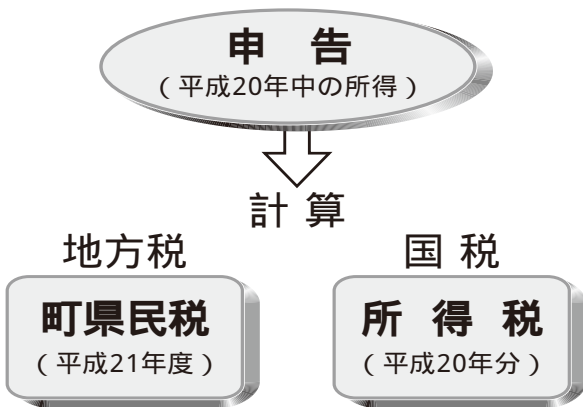 申 告
（平成20年中の所得）
計 算
地方税
国 税
町県民税
（平成21年度）
所 得 税
（平成20年分）